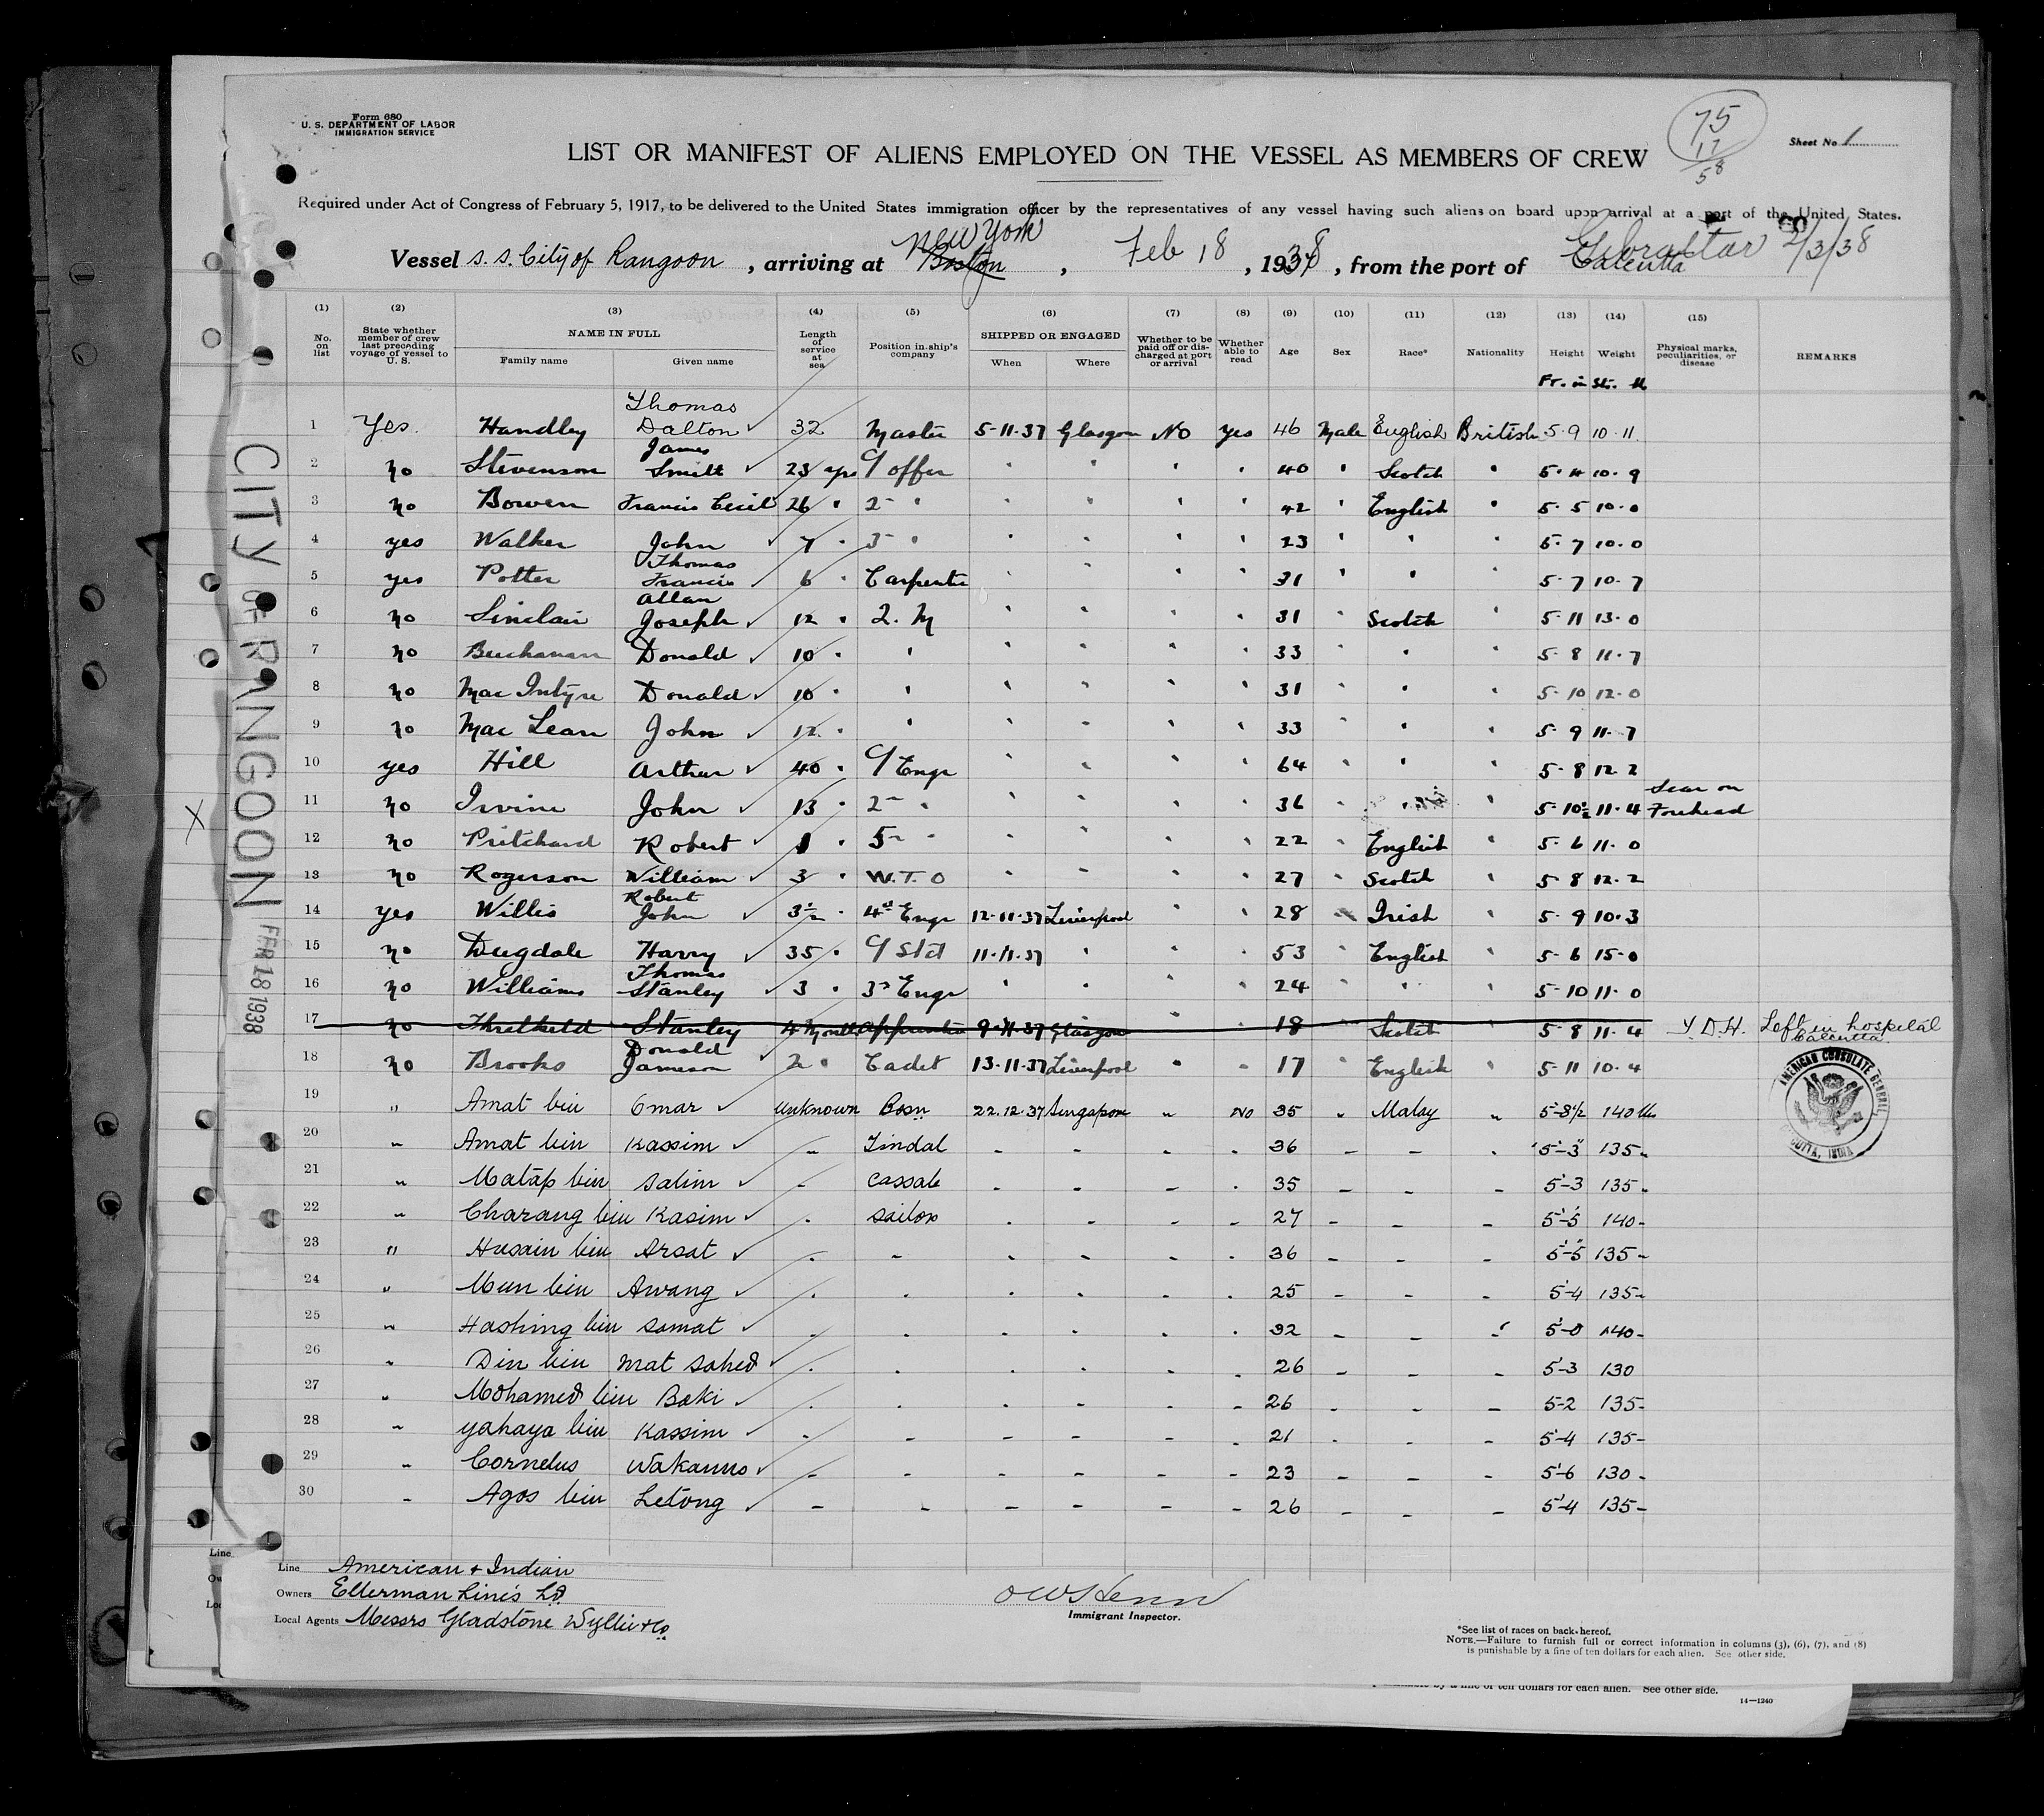 Form 680
U. S. DEPARTMENT OF LABOR
IMMIGRATION SERVICE
75
17
58
Sheet No. 1
LIST OR MANIFEST OF ALIENS EMPLOYED ON THE VESSEL AS MEMBERS OF CREW
Required under Act of Congress of February 5, 1917, to be delivered to the United States immigration officer by the representatives of any vessel having such aliens on board upon arrival at a port of the United States.
New York Gibraltar 2/3/38
Vessel S.S. City of Rangoon, arriving at Boston, Feb 18, 1938, from the port of Calcutta
(1) (2) (3) (4) (5) (6) (7) (8) (9) (10) (11) (12) (13) (14) (15)
No. on list State whether member of crew last preceding voyage of vessel to U. S. NAME IN FULL Family name Given name Length of service at sea Position in ship's company SHIPPED OR ENGAGED When Where Whether to be paid off or discharged at port or arrival Whether able to read Age Sex Race* Nationality Height Weight Physical marks, peculiarities, or disease REMARKS
Ft. in St. lb
1 Yes. Handley Thomas Dalton 32 Master 5-11-37 Glasgow No Yes 46 Male English British 5-9 10-11
2 no Stevenson James Smith 23 yrs 40 " Scotch " 5-4 10-9
3 no Bowen Francis Cecil 26 " 2 " " " " " 42 " English " 5-5 10-0
4 yes Walker John 7 " 3 " " " " " 23 " " " 5-7 10-0
5 yes Potter Thomas Francis 6 " Carpenter " " " " 31 " " " 5-7 10-7
6 no Sinclair Allan Joseph 12 " Q. M " " " " 31 Scotch " 5-11 13-0
7 no Buchanan Donald 10 " " " " " " 33 " " " 5-8 11-7
8 no Mac Intyre Donald 10 " " " " " " 31 " " " 5-10 12-0
9 no Mac Lean John 12 " " " " " " 33 " " " 5-9 11-7
10 yes Hill Arthur 40 " Engr " " " " 64 " " " 5-8 12-2
11 no Irvine John 13 " 2 " " " " " 36 " " " 5-10½ 11-4 Scar on Forehead
12 no Pritchard Robert 1 " 5 " " " " " 22 " English " 5-6 11-0
13 no Rogerson William 3 " W.T.O " " " " 27 " Scotch " 5-8 12-2
14 yes Willis Robert John 3½ " 4th Engr 12-11-37 Liverpool " " 28 " Irish " 5-9 10-3
15 no Dugdale Harry 35 " Std 11-11-37 " " " 53 " English " 5-6 15-0
16 no Williams Thomas Stanley 3 " 3rd Engr " " " " 24 " " " 5-10 11-0
17 no Threlkeld Stanley 4 Months Apprentice 9-11-37 Glasgow " " 18 " Scotch " 5-8 11-4 Left in hospital Calcutta
18 no Brooks Donald Jameson 2 " Cadet 13-11-37 Liverpool " " 17 " English " 5-11 10-4
19 " Amat bin Omar Unknown Bosn 22.12.37 Singapore " No 35 " Malay " 5'-3½ 140 lbs
20 " Amat bin Kassim " Tindal " " " " 36 " " " 5'-3" 135 "
21 " Matap bin Salim " Cassab " " " " 35 " " " 5'-3 135 "
22 " Charang bin Kasim " Sailor " " " " 27 " " " 5'-5" 140 "
23 " Husain bin Arsat " " " " " " 36 " " " 5'-5" 135 "
24 " Mun bin Awang " " " " " " 25 " " " 5'-4 135 "
25 " Hashing bin Samat " " " " " " 32 " " " 5'-0 140 "
26 " Din bin Mat Sahed " " " " " " 26 " " " 5'-3 130
27 " Mohamed bin Baki " " " " " " 26 " " " 5-2 135 "
28 " Yahaya bin Kassim " " " " " " 21 " " " 5'-4 135 "
29 " Cornelus Wakanno " " " " " " 23 " " " 5'-6 130 "
30 " Agos bin Letong " " " " " " 26 " " " 5'-4 135 "
CITY OF RANGOON FEB 18 1938
AMERICAN CONSULATE GENERAL, CALCUTTA, INDIA
Line American & Indian
Owners Ellerman Lines Ld
Local Agents Messrs Gladstone Wyllie & Co
Immigrant Inspector.
*See list of races on back hereof.
NOTE.—Failure to furnish full or correct information in columns (3), (6), (7), and (8)
is punishable by a fine of ten dollars for each alien. See other side.
by a fine of ten dollars for each alien. See other side.
14—1240
Line